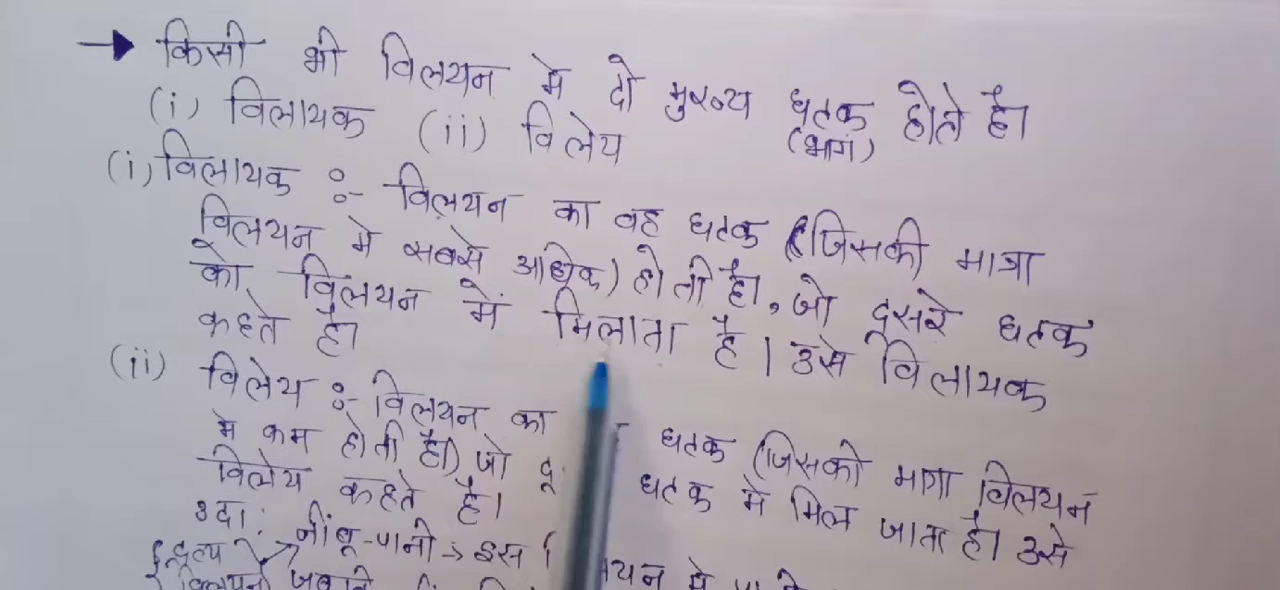 → किसी भी विलयन मे दो मुख्य घटक होते है।
(i) विलायक (ii) विलेय (भाग)
(i) विलायक :- विलयन का वह घटक (जिसकी मात्रा
विलयन मे सबसे अधिक) होती है।, जो दूसरे घटक
को विलयन में मिलाता है। उसे विलायक
कहते है।
(ii) विलेय :- विलयन का घटक (जिसकी मात्रा विलयन
मे कम होती है।) जो घटक मे मिल जाता है। उसे
विलेय कहते है।
उदा: नींबू-पानी → इस मे